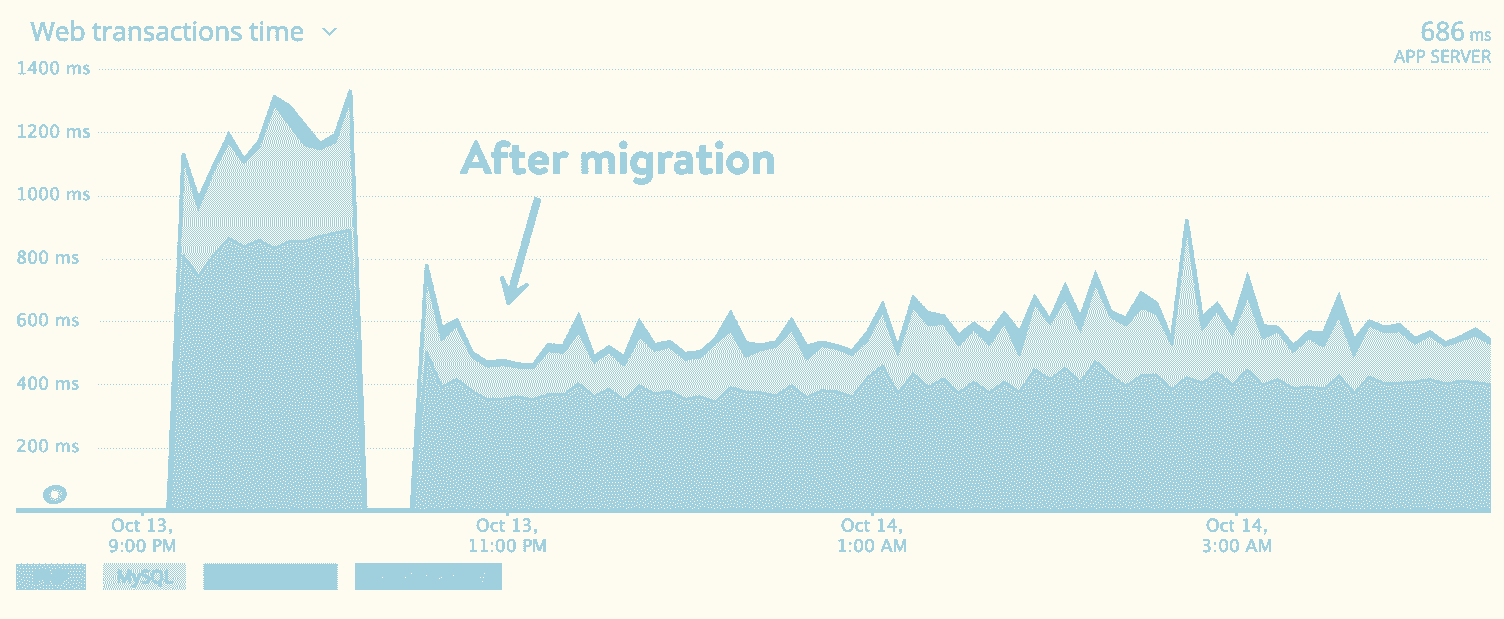 Web transactions time
686 ms
APP SERVER
1400 ms
1200 ms
1000 ms
800 ms
600 ms
400 ms
200 ms
After migration
Oct 13,
9:00 PM
Oct 13,
11:00 PM
Oct 14,
1:00 AM
Oct 14,
3:00 AM
MySQL